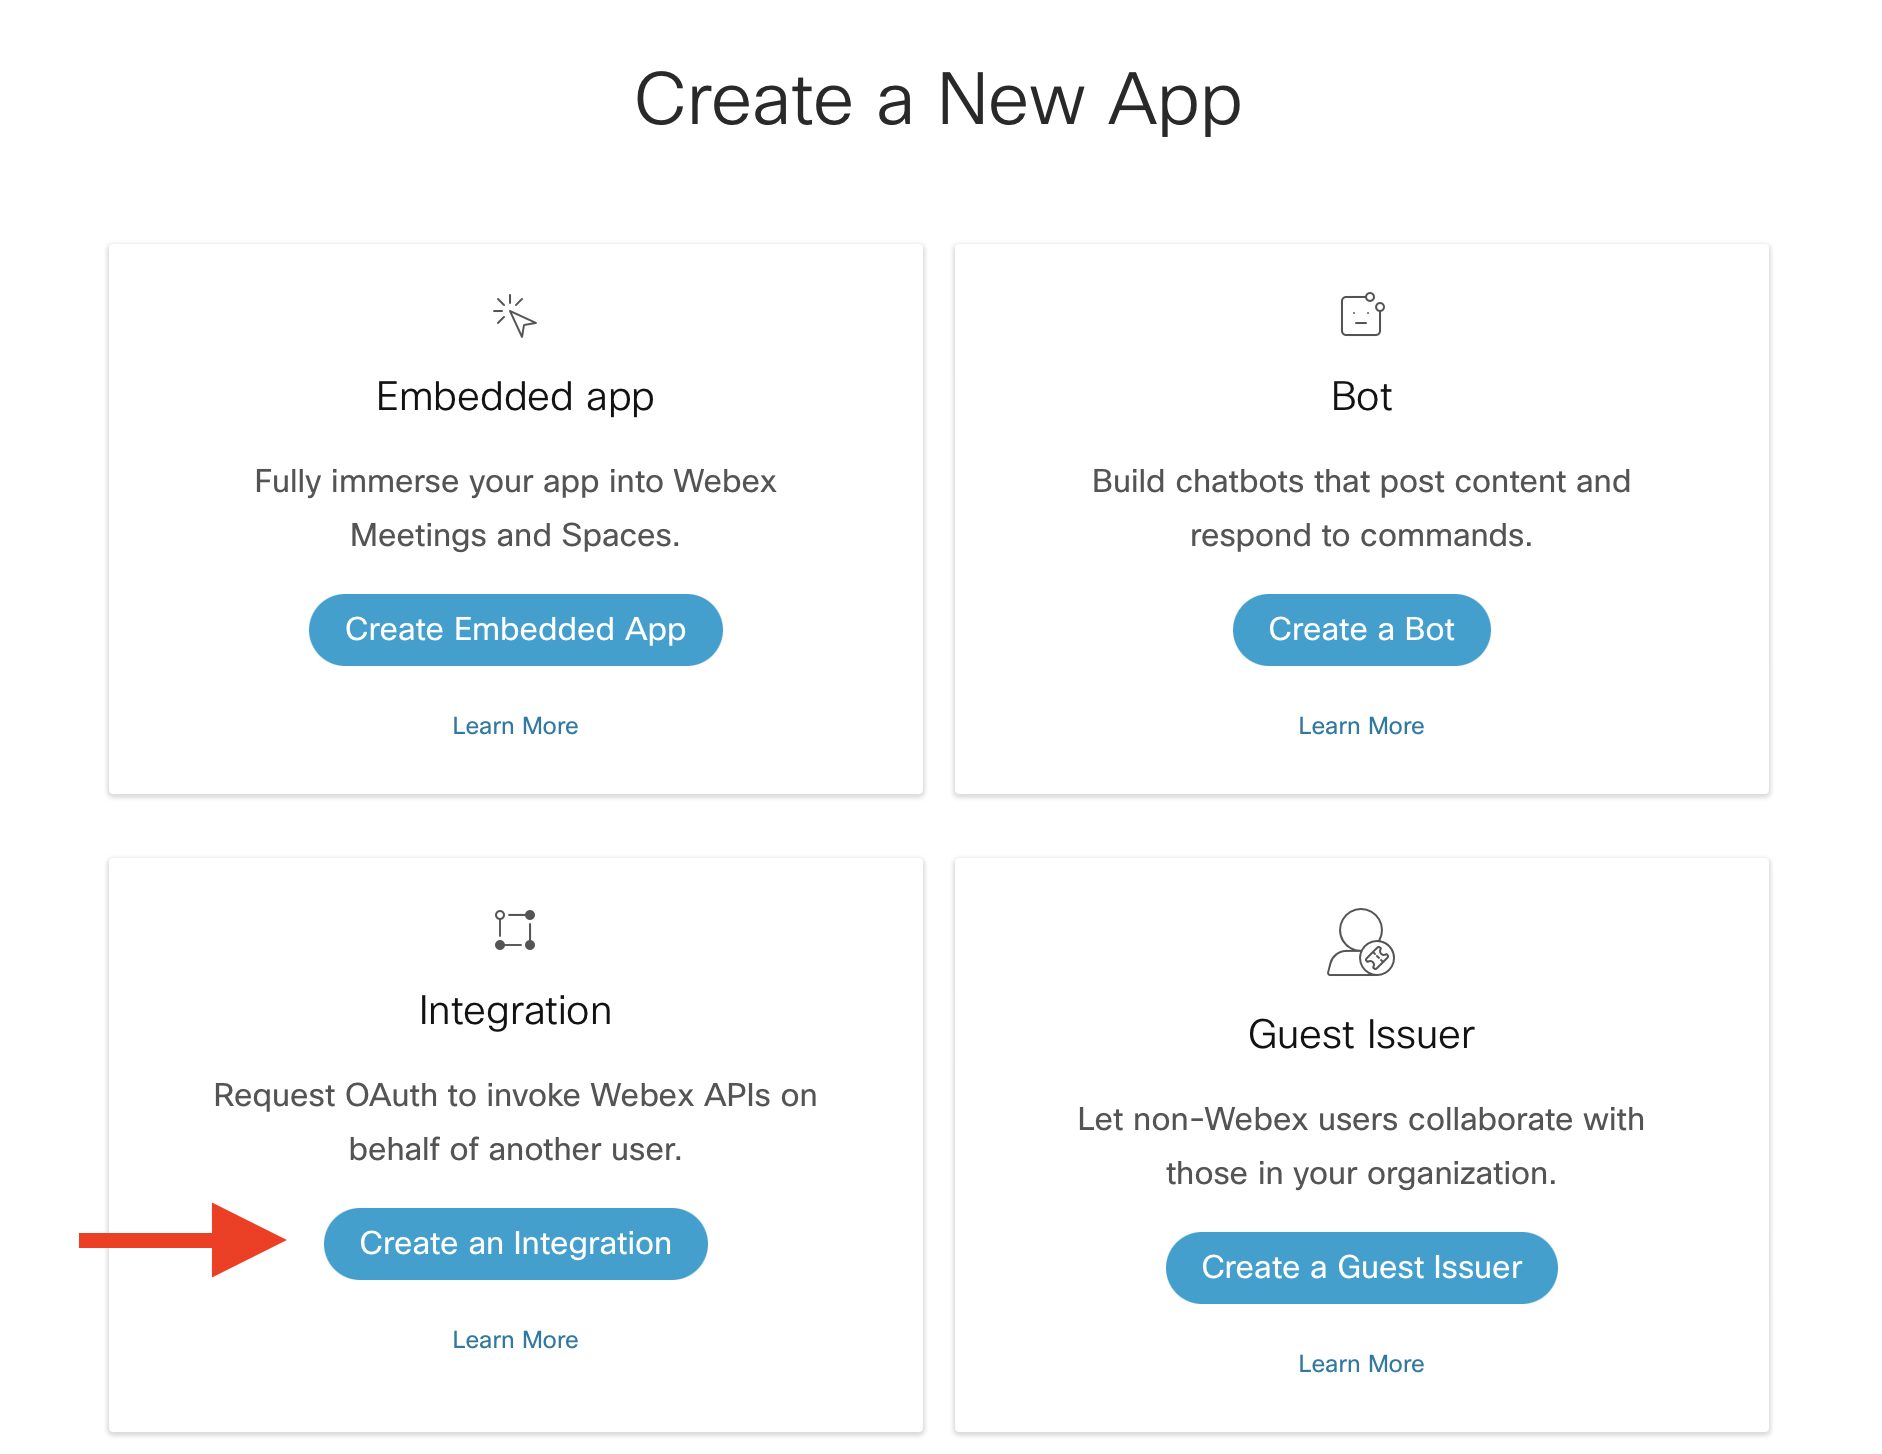 Create a New App
Embedded app
Fully immerse your app into Webex
Meetings and Spaces.
Create Embedded App
Learn More
Bot
Build chatbots that post content and
respond to commands.
Create a Bot
Learn More
Integration
Request OAuth to invoke Webex APIs on
behalf of another user.
Create an Integration
Learn More
Guest Issuer
Let non-Webex users collaborate with
those in your organization.
Create a Guest Issuer
Learn More